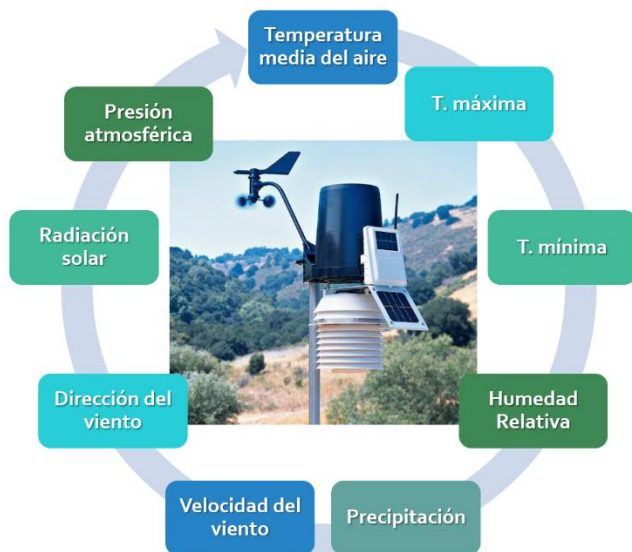 Temperatura
media del aire
T. máxima
T. mínima
Humedad
Relativa
Precipitación
Velocidad del
viento
Dirección del
viento
Radiación
solar
Presión
atmosférica